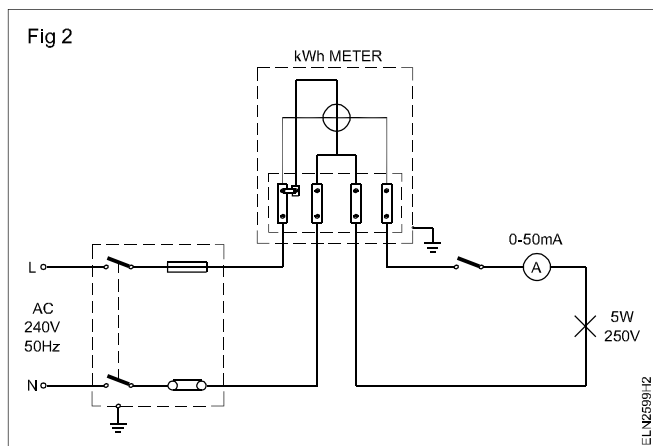 Fig 2
kWh METER
0-50mA
A
L
AC
240V
50Hz
5W
250V
N
ELN2599H2